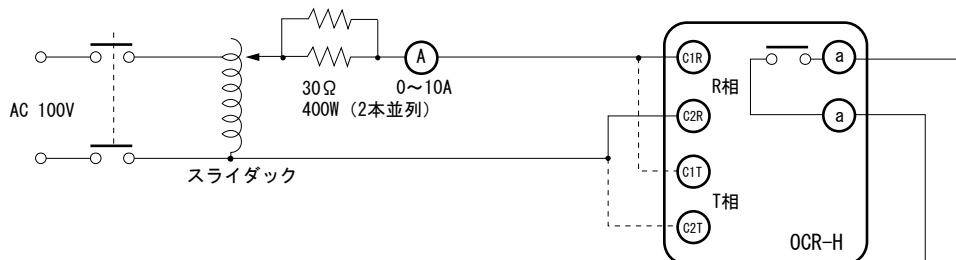 AC 100V
30Ω
400W（2本並列）
A
0～10A
スライダック
C1R
R相
C2R
C1T
T相
C2T
a
a
OCR-H